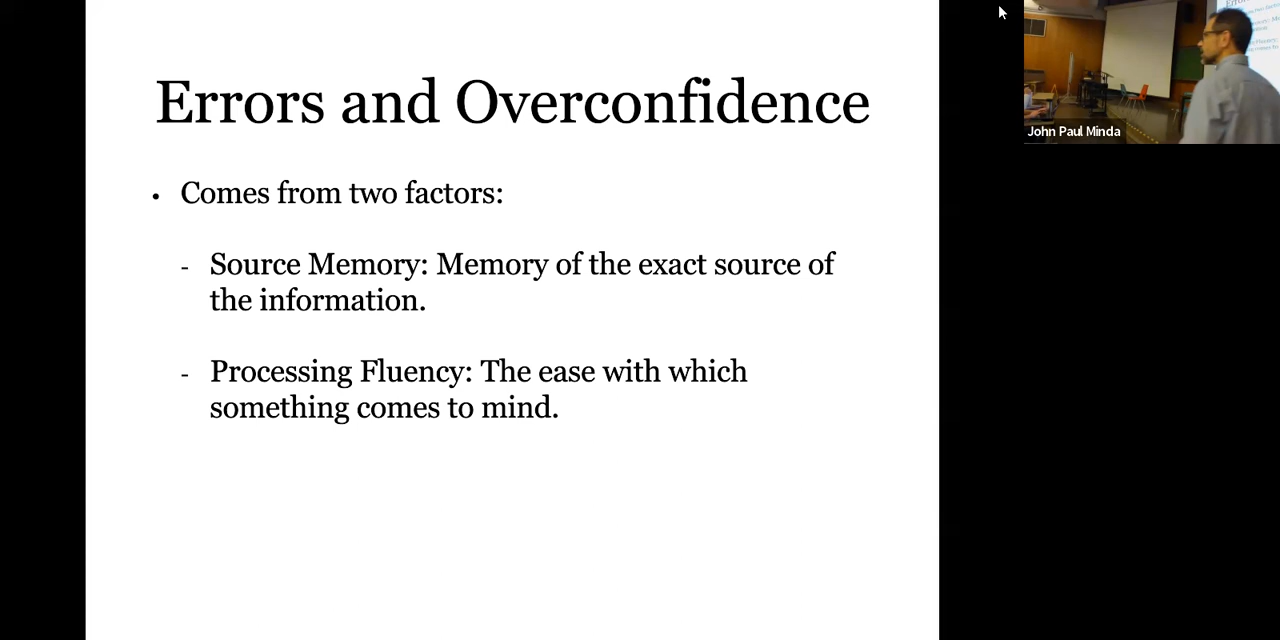 Errors and Overconfidence
• Comes from two factors:
- Source Memory: Memory of the exact source of
the information.
- Processing Fluency: The ease with which
something comes to mind.
John Paul Minda